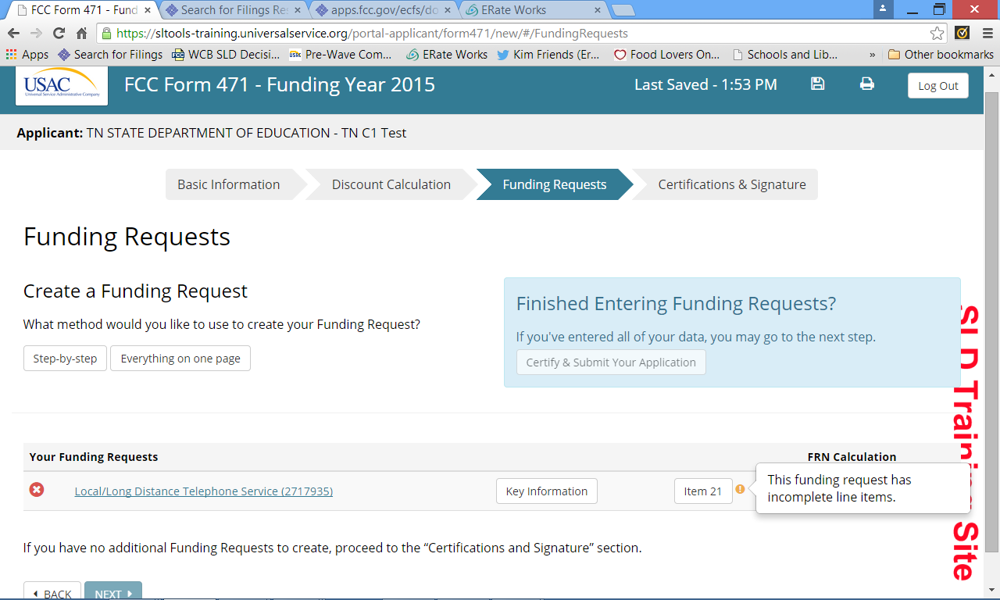 FCC Form 471 - Fund
Search for Filings Re
apps.fcc.gov/ecfs/do
ERate Works
https://sltools-training.universalservice.org/portal-applicant/form471/new/#/FundingRequests
Apps
Search for Filings
WCB SLD Decisi...
Pre-Wave Com...
ERate Works
Kim Friends (Er...
Food Lovers On...
Schools and Lib...
»
Other bookmarks
USAC
Universal Service Administrative Company
FCC Form 471 - Funding Year 2015
Last Saved - 1:53 PM
Log Out
Applicant: TN STATE DEPARTMENT OF EDUCATION - TN C1 Test
Basic Information
Discount Calculation
Funding Requests
Certifications & Signature
Funding Requests
Create a Funding Request
What method would you like to use to create your Funding Request?
Step-by-step
Everything on one page
Finished Entering Funding Requests?
If you've entered all of your data, you may go to the next step.
Certify & Submit Your Application
SLD Training Site
Your Funding Requests
FRN Calculation
Local/Long Distance Telephone Service (2717935)
Key Information
Item 21
This funding request has
incomplete line items.
If you have no additional Funding Requests to create, proceed to the “Certifications and Signature” section.
BACK
NEXT